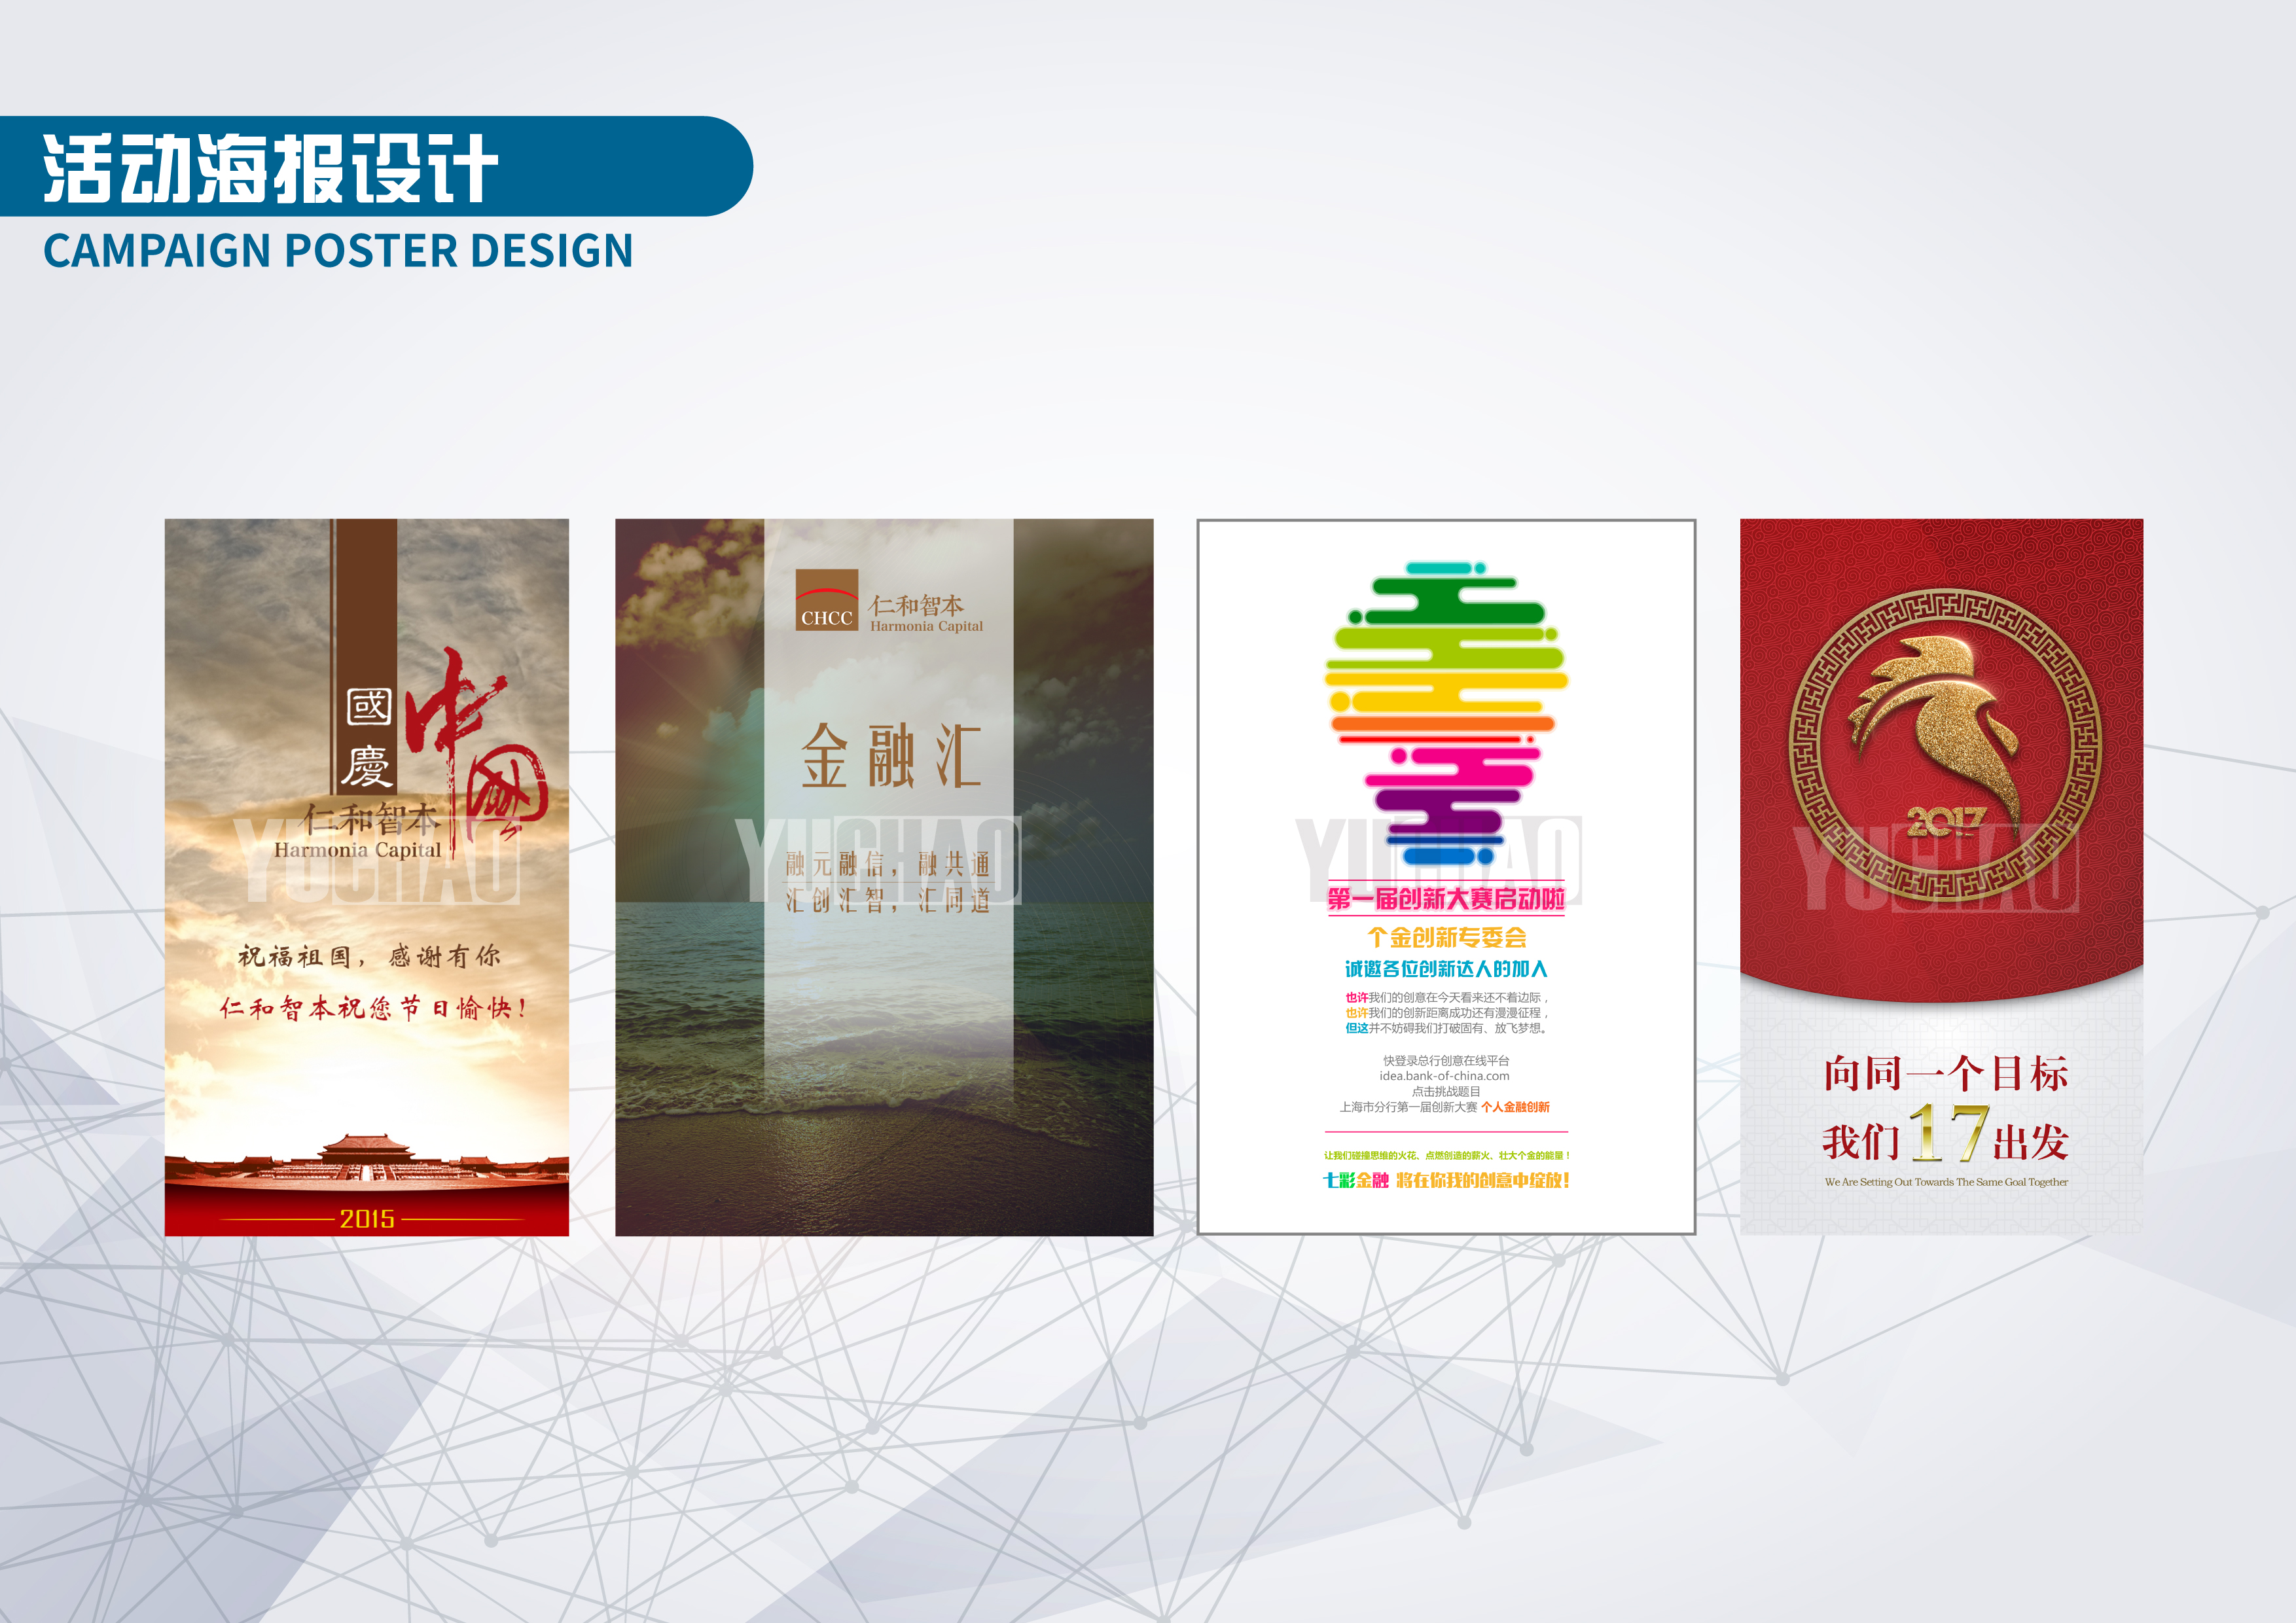 活动海报设计
CAMPAIGN POSTER DESIGN
國慶
中國
仁和智本
Harmonia Capital
祝福祖国，感谢有你
仁和智本祝您节日愉快！
2015
YUCHAO
CHCC
仁和智本
Harmonia Capital
金融汇
融元融信，融共通
汇创汇智，汇同道
YUCHAO
第一届创新大赛启动啦
个金创新专委会
诚邀各位创新达人的加入
也许我们的创意在今天看来还不着边际，
也许我们的创新距离成功还有漫漫征程，
但这并不妨碍我们打破固有、放飞梦想。
快登录总行创意在线平台
idea.bank-of-china.com
点击挑战题目
上海市分行第一届创新大赛 个人金融创新
让我们碰撞思维的火花、点燃创造的薪火、壮大个金的能量！
七彩金融 将在你我的创意中绽放！
YUCHAO
2017
YUCHAO
向同一个目标
我们17出发
We Are Setting Out Towards The Same Goal Together